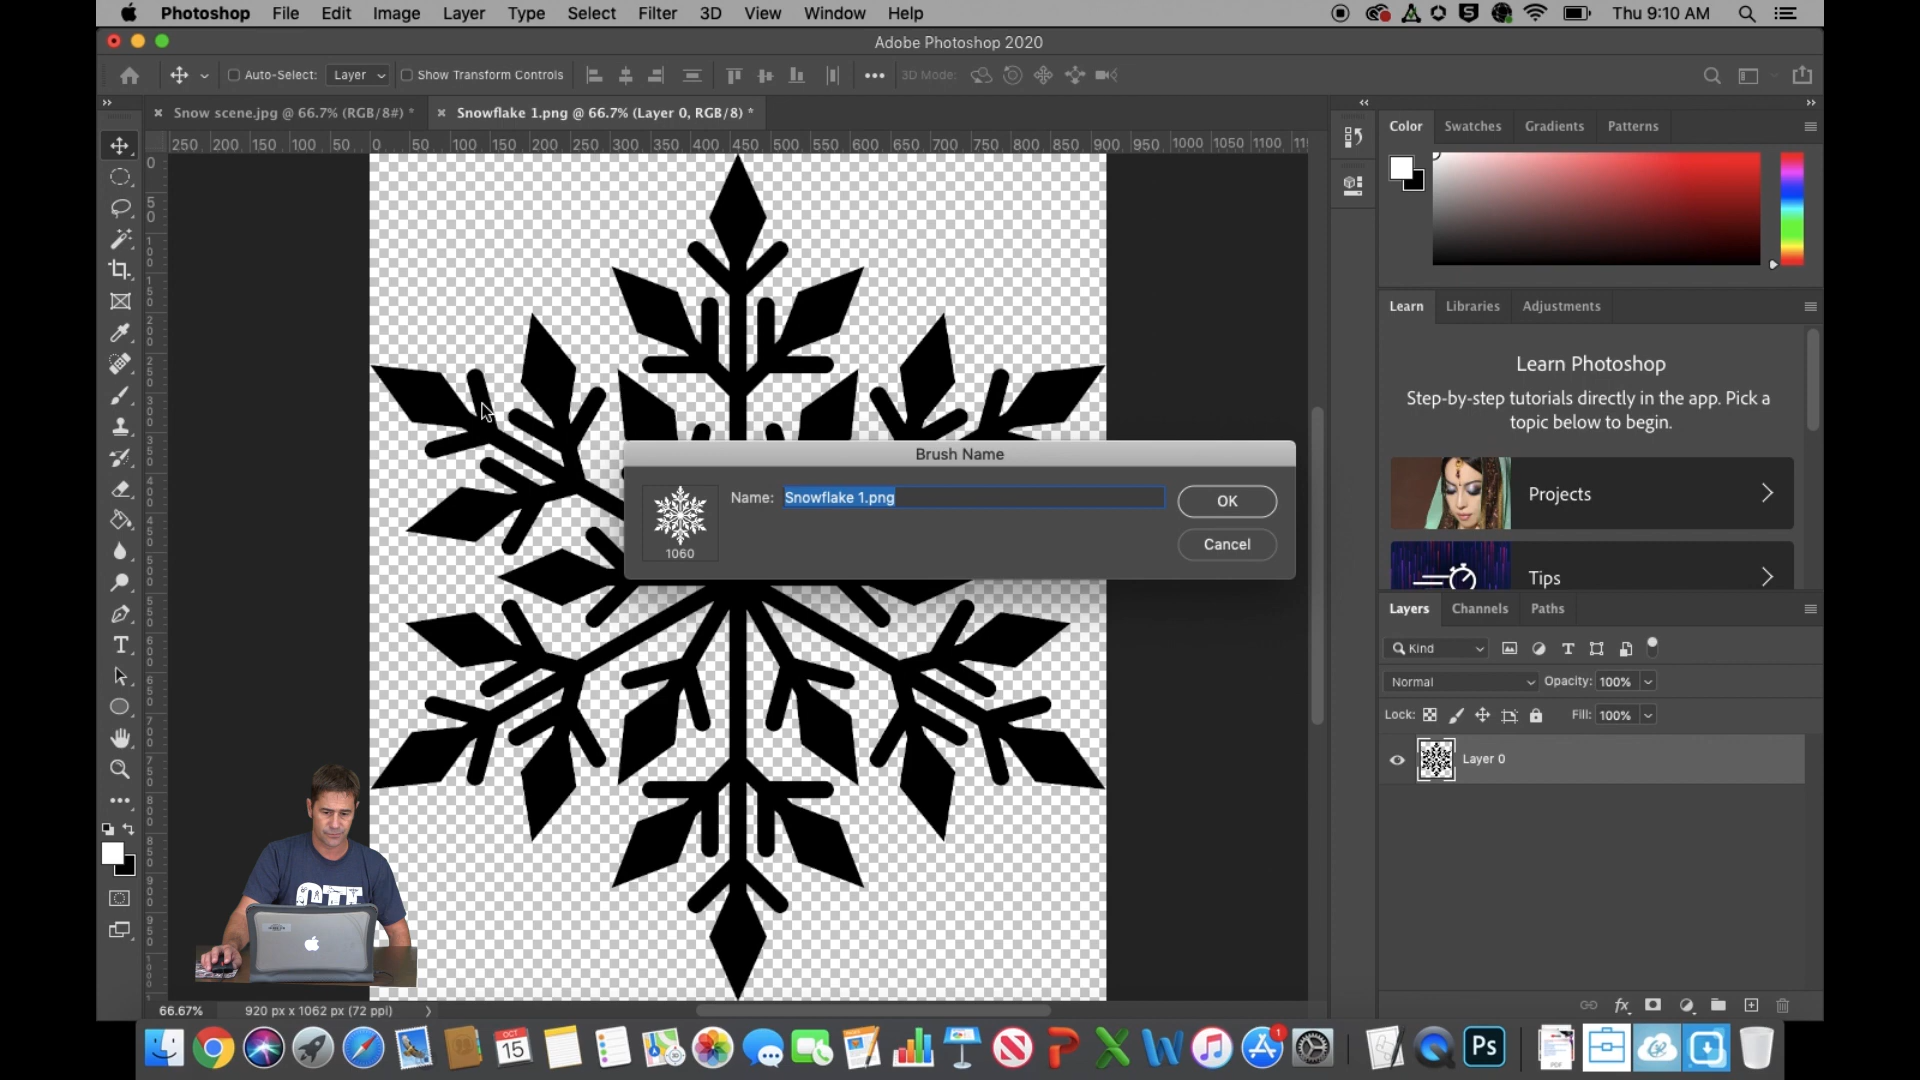 Photoshop File Edit Image Layer Type Select Filter 3D View Window Help Thu 9:10 AM
Adobe Photoshop 2020
Auto-Select: Layer Show Transform Controls 3D Mode:
Snow scene.jpg @ 66.7% (RGB/8#) * Snowflake 1.png @ 66.7% (Layer 0, RGB/8) *
250 200 150 100 50 0 50 100 150 200 250 300 350 400 450 500 550 600 650 700 750 800 850 900 950 1000 1050 1100
Color Swatches Gradients Patterns
Learn Libraries Adjustments
Learn Photoshop
Step-by-step tutorials directly in the app. Pick a
topic below to begin.
Projects
Tips
Brush Name
Name: Snowflake 1.png
OK
1060
Cancel
Layers Channels Paths
Kind
Normal Opacity: 100%
Lock: Fill: 100%
Layer 0
66.67% 920 px x 1062 px (72 ppi)
OCT
15
1
Ps
PDF